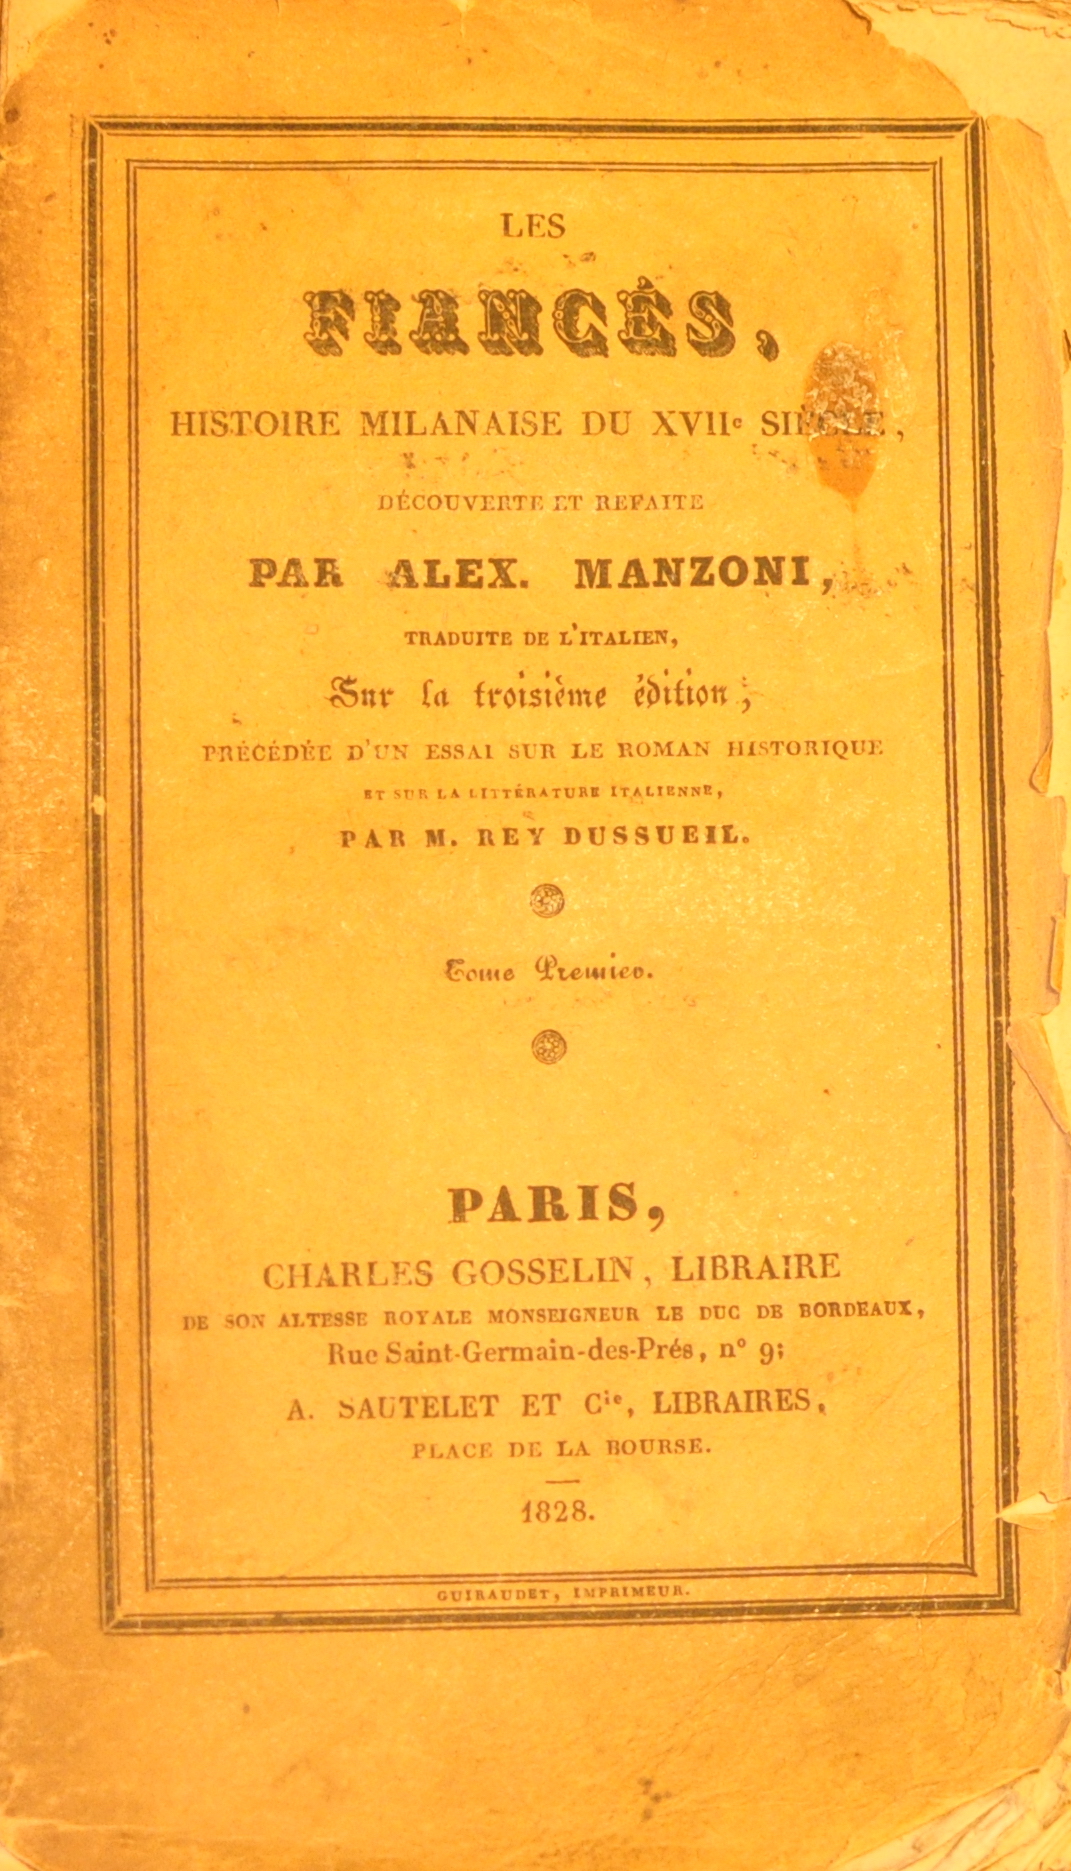 LES
FIANCÉS,
HISTOIRE MILANAISE DU XVIIe SIÈCLE,
DÉCOUVERTE ET REFAITE
PAR ALEX. MANZONI,
TRADUITE DE L'ITALIEN,
Sur la troisième édition;
PRÉCÉDÉE D'UN ESSAI SUR LE ROMAN HISTORIQUE
ET SUR LA LITTÉRATURE ITALIENNE,
PAR M. REY DUSSUEIL.
Tome Premier.
PARIS,
CHARLES GOSSELIN, LIBRAIRE
DE SON ALTESSE ROYALE MONSEIGNEUR LE DUC DE BORDEAUX,
Rue Saint-Germain-des-Prés, n° 9;
A. SAUTELET ET Cie, LIBRAIRES,
PLACE DE LA BOURSE.
1828.
GUIRAUDET, IMPRIMEUR.